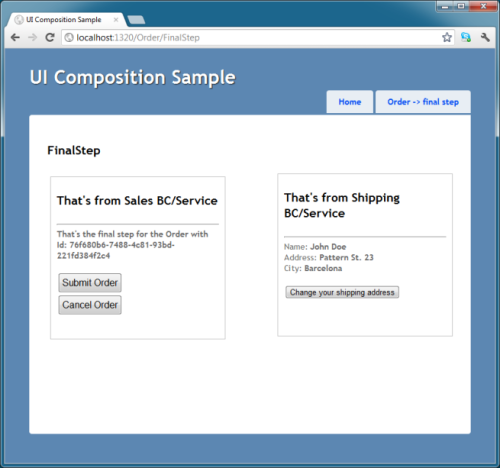 UI Composition Sample
localhost:1320/Order/FinalStep
UI Composition Sample
Home
Order -> final step
FinalStep
That's from Sales BC/Service
That's the final step for the Order with
Id: 76f680b6-7488-4c81-93bd-
221fd384f2c4
Submit Order
Cancel Order
That's from Shipping
BC/Service
Name: John Doe
Address: Pattern St. 23
City: Barcelona
Change your shipping address